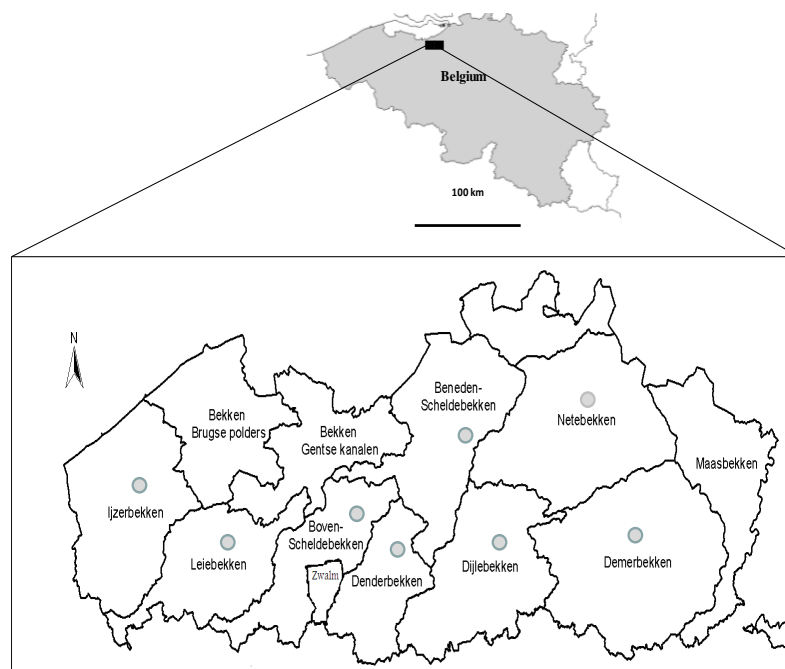 Belgium
100 km
N
Beneden-
Scheldebekken
Bekken
Brugse polders
Bekken
Gentse kanalen
Netebekken
Maasbekken
Ijzerbekken
Boven-
Scheldebekken
Leiebekken
Zwalm
Denderbekken
Dijlebekken
Demerbekken